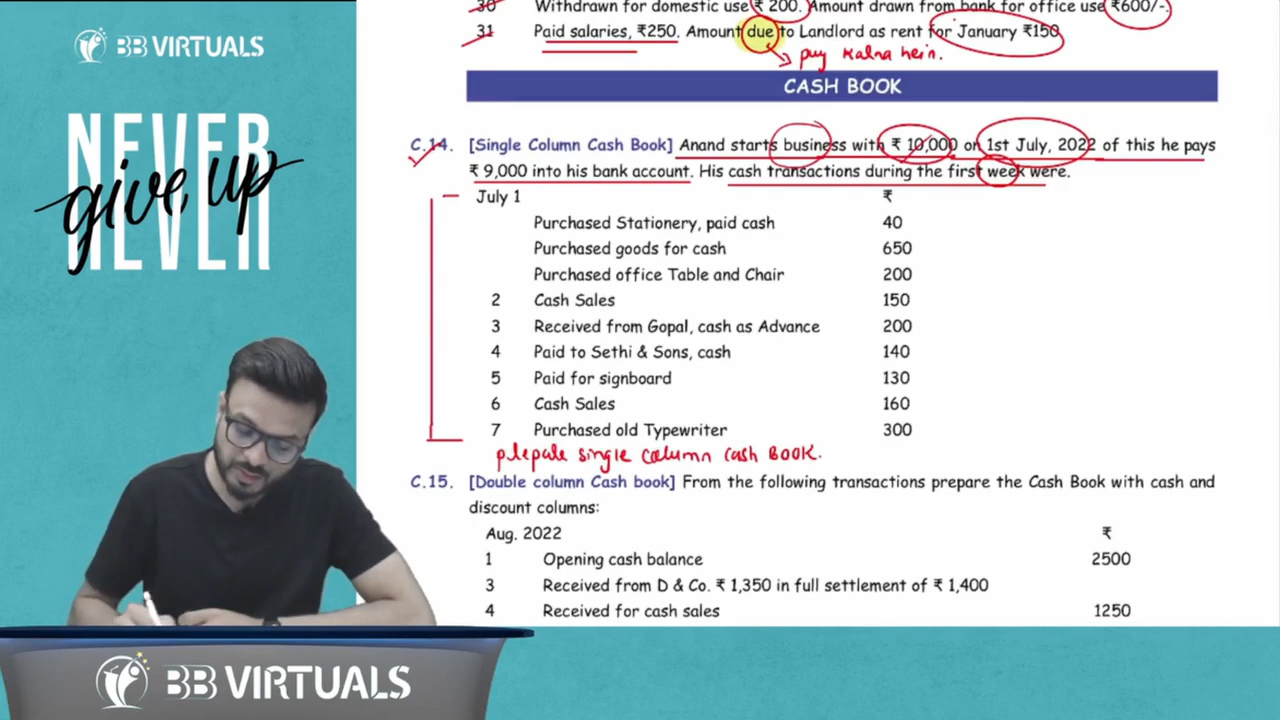 30 Withdrawn for domestic use ₹ 200. Amount drawn from bank for office use ₹600/-.
31 Paid salaries, ₹250. Amount due to Landlord as rent for January ₹150
pay karna hein.
BB VIRTUALS
NEVER
give up
NEVER
CASH BOOK
C.14. [Single Column Cash Book] Anand starts business with ₹ 10,000 on 1st July, 2022 of this he pays
₹ 9,000 into his bank account. His cash transactions during the first week were.
July 1 ₹
Purchased Stationery, paid cash 40
Purchased goods for cash 650
Purchased office Table and Chair 200
2 Cash Sales 150
3 Received from Gopal, cash as Advance 200
4 Paid to Sethi & Sons, cash 140
5 Paid for signboard 130
6 Cash Sales 160
7 Purchased old Typewriter 300
prepare single column cash BOOK.
C.15. [Double column Cash book] From the following transactions prepare the Cash Book with cash and
discount columns:
Aug. 2022 ₹
1 Opening cash balance 2500
3 Received from D & Co. ₹ 1,350 in full settlement of ₹ 1,400
4 Received for cash sales 1250
BB VIRTUALS